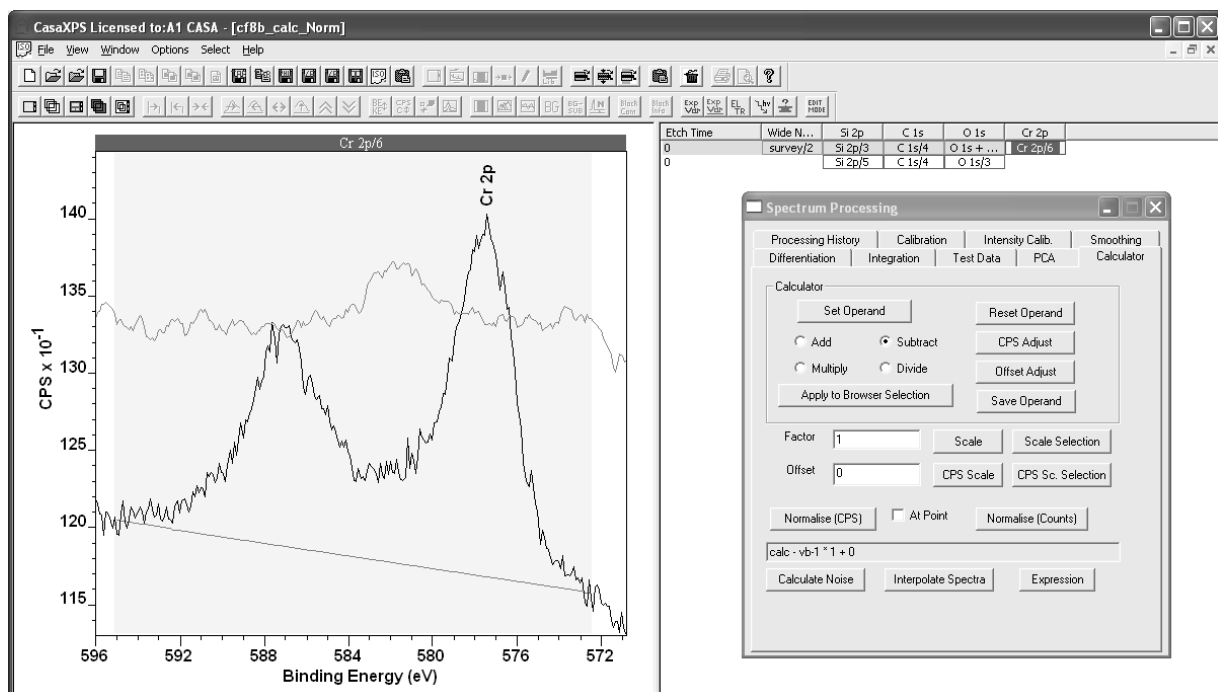 CasaXPS Licensed to:A1 CASA - [cf8b_calc_Norm]
File View Window Options Select Help
Cr 2p/6
Cr 2p
CPS x 10-1
140
135
130
125
120
115
596 592 588 584 580 576 572
Binding Energy (eV)
Etch Time Wide N... Si 2p C 1s O 1s Cr 2p
0 survey/2 Si 2p/3 C 1s/4 O 1s + ... Cr 2p/6
0 Si 2p/5 C 1s/4 O 1s/3
Spectrum Processing
Processing History Calibration Intensity Calib. Smoothing
Differentiation Integration Test Data PCA Calculator
Calculator
Set Operand Reset Operand
Add Subtract CPS Adjust
Multiply Divide Offset Adjust
Apply to Browser Selection Save Operand
Factor 1 Scale Scale Selection
Offset 0 CPS Scale CPS Sc. Selection
Normalise (CPS) At Point Normalise (Counts)
calc - vb-1 * 1 + 0
Calculate Noise Interpolate Spectra Expression